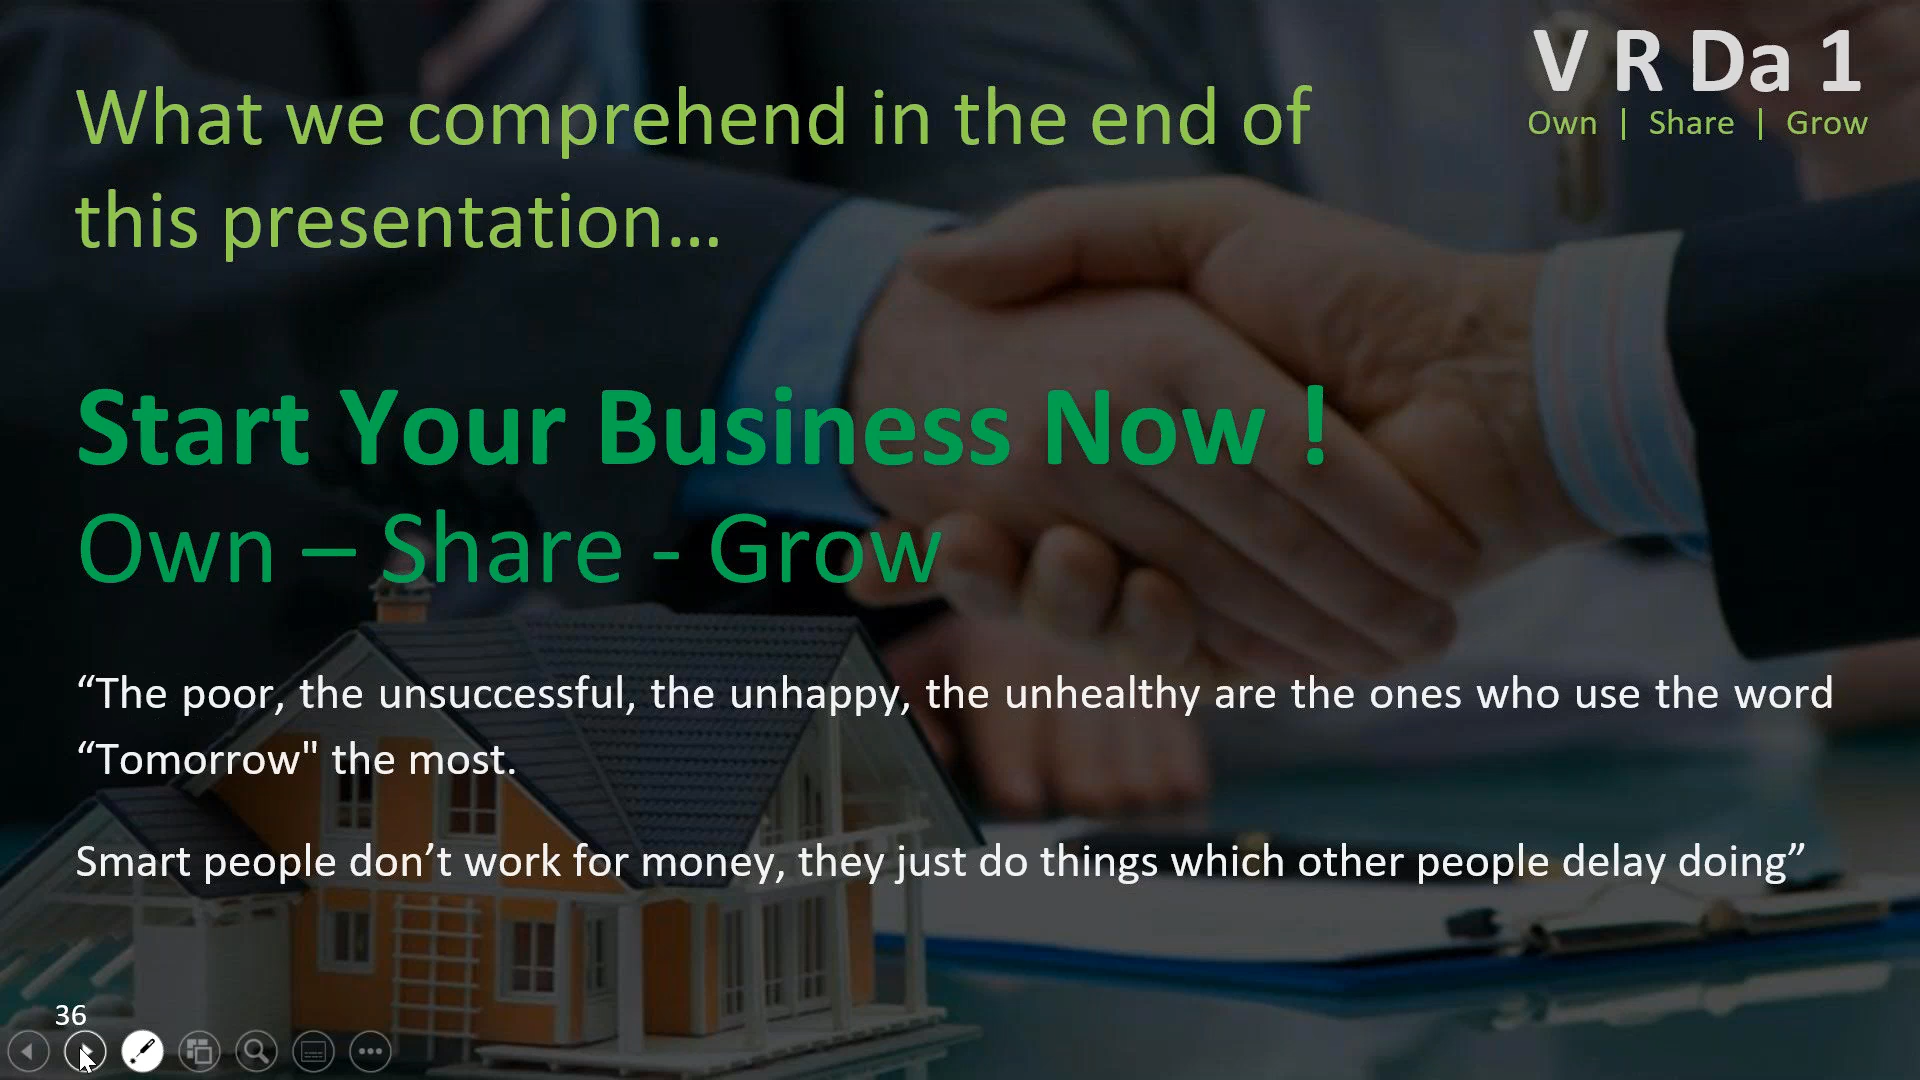 V R Da 1
Own | Share | Grow
What we comprehend in the end of
this presentation...
Start Your Business Now !
Own – Share - Grow
“The poor, the unsuccessful, the unhappy, the unhealthy are the ones who use the word
“Tomorrow" the most.
Smart people don’t work for money, they just do things which other people delay doing”
36